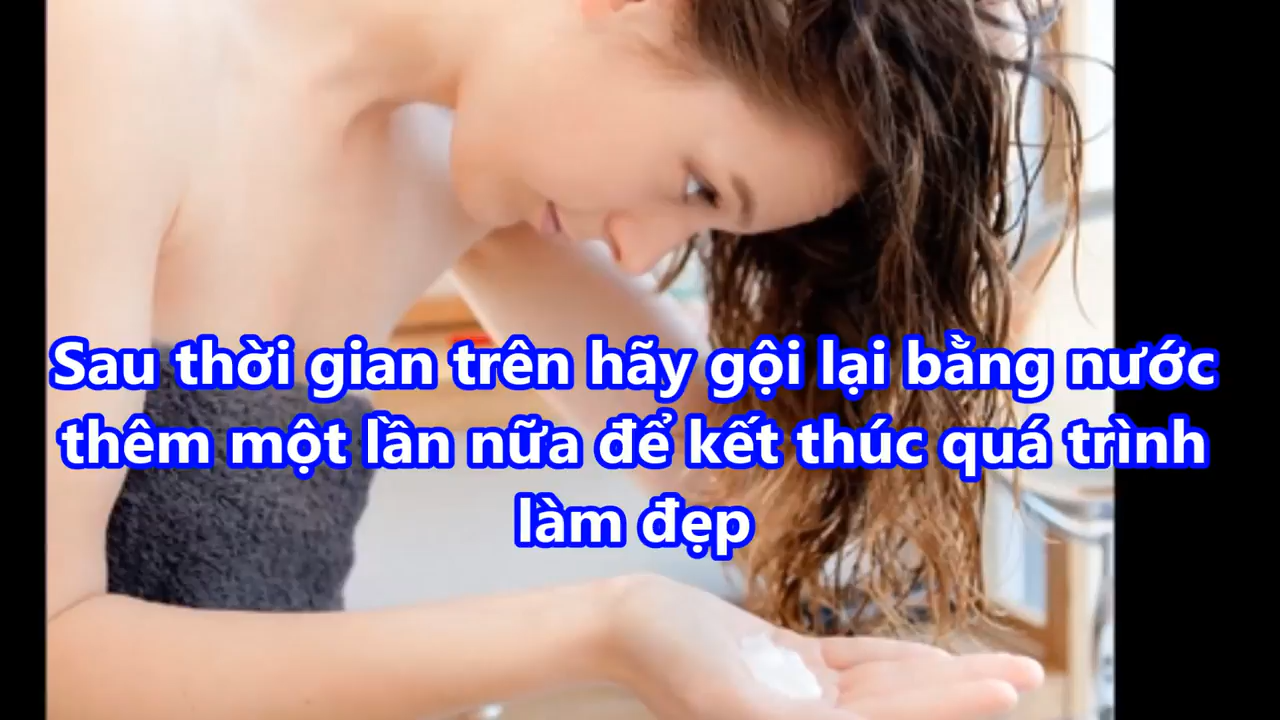 Sau thời gian trên hãy gội lại bằng nước
thêm một lần nữa để kết thúc quá trình
làm đẹp